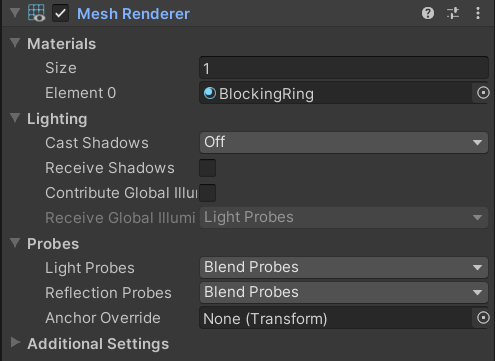 Mesh Renderer
Materials
Size 1
Element 0 BlockingRing
Lighting
Cast Shadows Off
Receive Shadows
Contribute Global Illu
Receive Global Illumi Light Probes
Probes
Light Probes Blend Probes
Reflection Probes Blend Probes
Anchor Override None (Transform)
Additional Settings